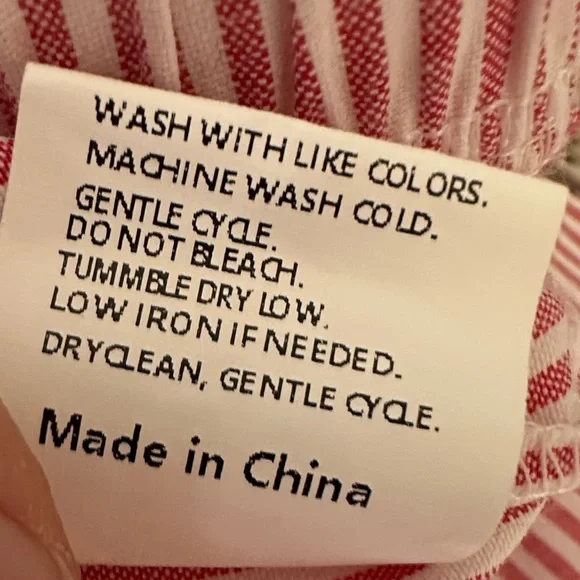 WASH WITH LIKE COLORS.
MACHINE WASH COLD.
GENTLE CYCLE.
DO NOT BLEACH.
TUMMBLE DRY LOW.
LOW IRON IF NEEDED.
DRYCLEAN, GENTLE CYCLE.
Made in China